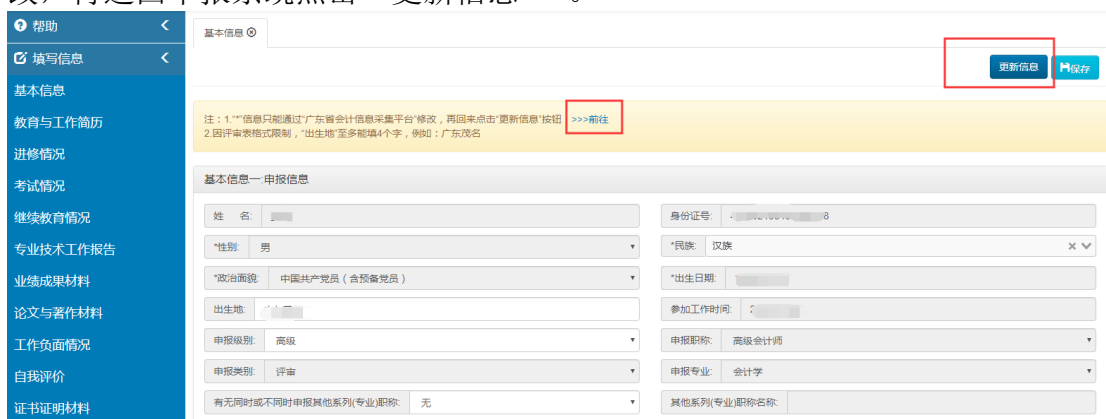 帮助
基本信息
填写信息
更新信息
保存
基本信息
教育与工作简历
注：1."*"信息只能通过"广东省会计信息采集平台"修改，再回来点击"更新信息"按钮 >>>前往
2.因评审表格式限制，"出生地"至多能填4个字，例如：广东茂名
进修情况
考试情况
基本信息一:申报信息
继续教育情况
姓 名:
身份证号:
专业技术工作报告
*性别: 男
*民族: 汉族
业绩成果材料
*政治面貌: 中国共产党员（含预备党员）
*出生日期:
论文与著作材料
出生地:
参加工作时间:
工作负面情况
申报级别: 高级
申报职称: 高级会计师
自我评价
申报类别: 评审
申报专业: 会计学
证书证明材料
有无同时或不同时申报其他系列(专业)职称: 无
其他系列(专业)职称名称: